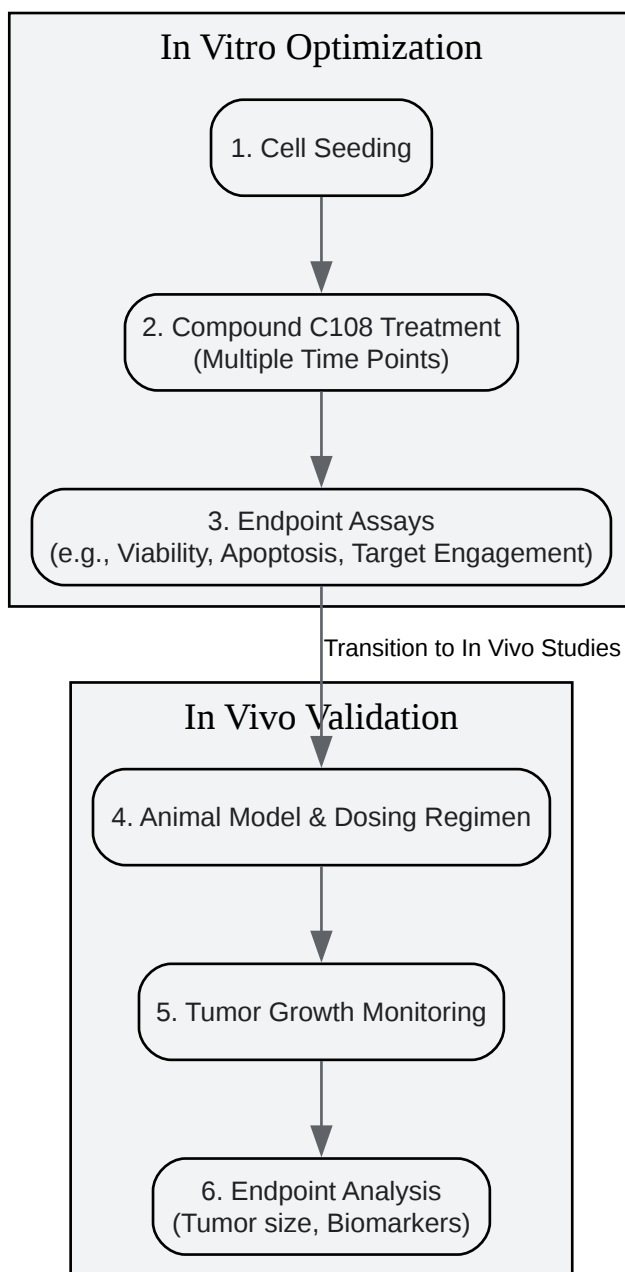 In Vitro Optimization
1. Cell Seeding
2. Compound C108 Treatment
(Multiple Time Points)
3. Endpoint Assays
(e.g., Viability, Apoptosis, Target Engagement)
Transition to In Vivo Studies
In Vivo Validation
4. Animal Model & Dosing Regimen
5. Tumor Growth Monitoring
6. Endpoint Analysis
(Tumor size, Biomarkers)